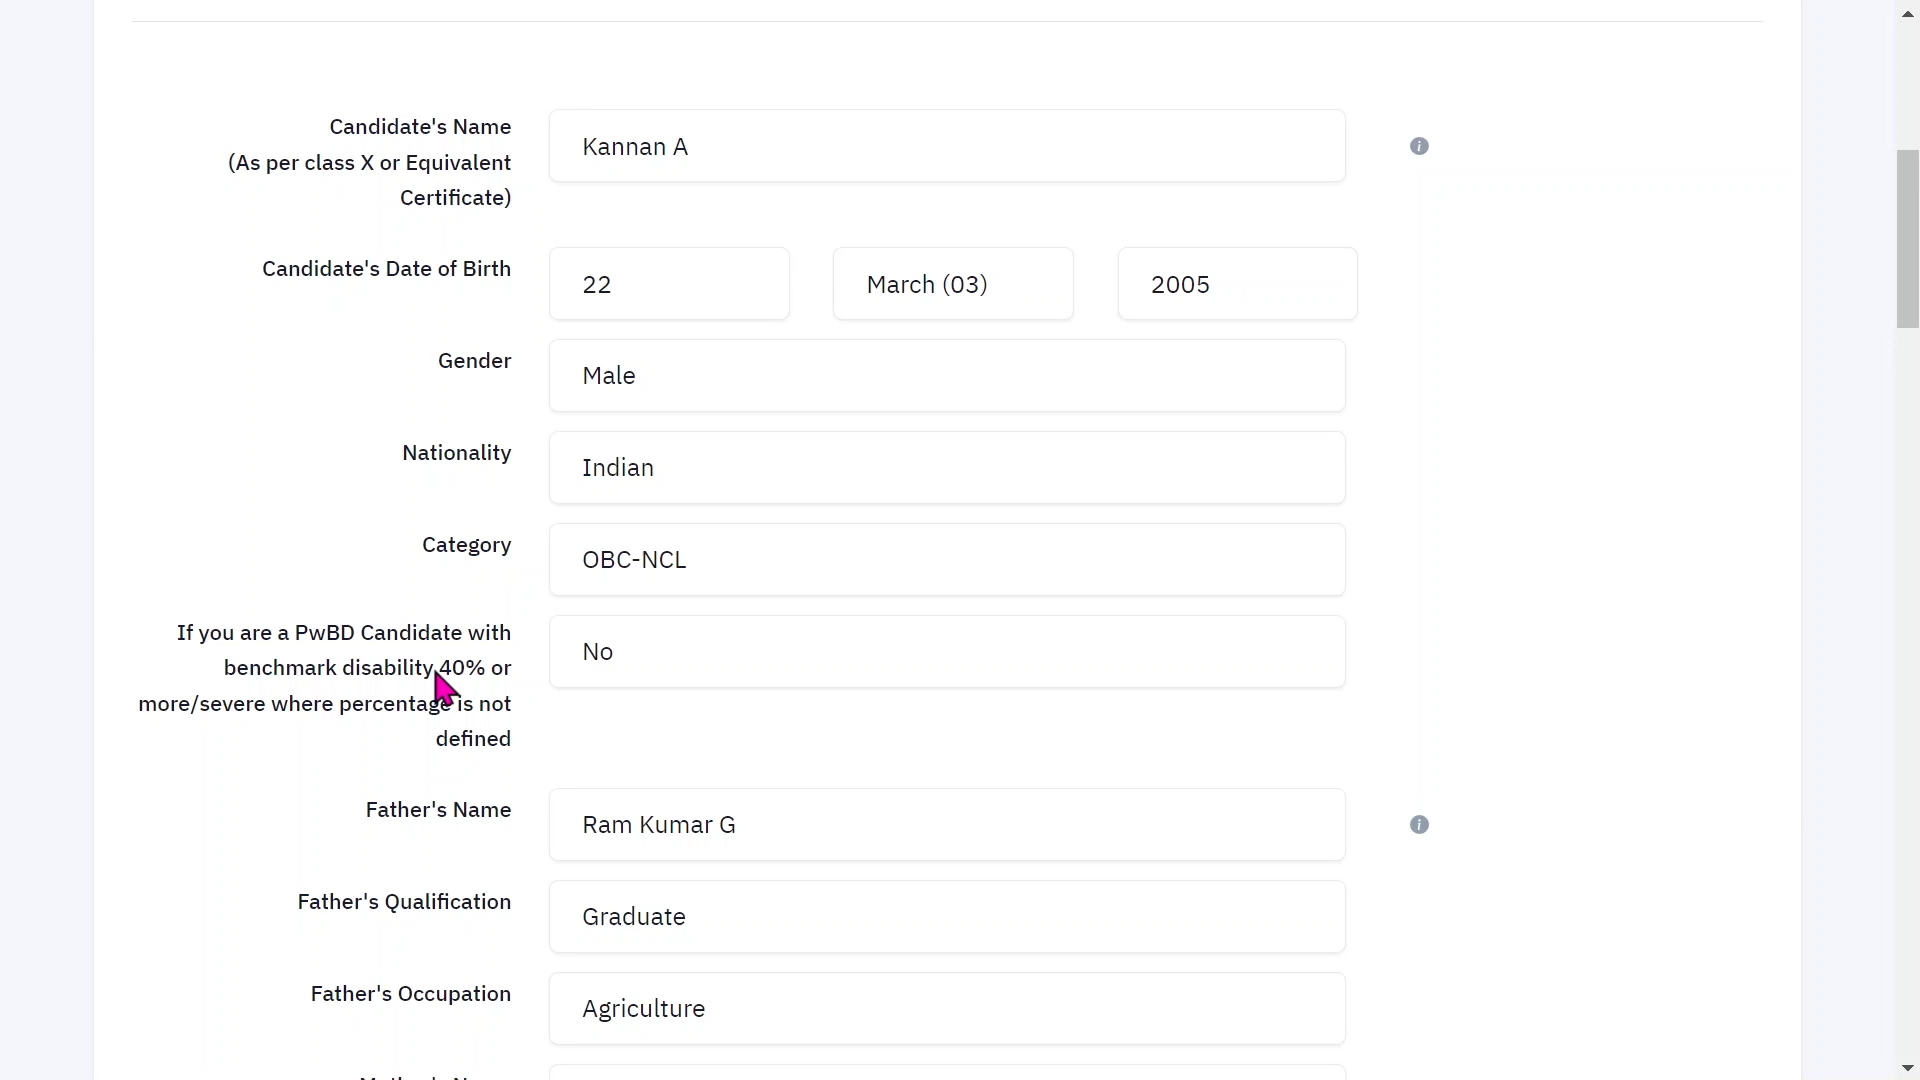 Candidate's Name
(As per class X or Equivalent
Certificate)
Kannan A
Candidate's Date of Birth
22
March (03)
2005
Gender
Male
Nationality
Indian
Category
OBC-NCL
If you are a PwBD Candidate with
benchmark disability 40% or
more/severe where percentage is not
defined
No
Father's Name
Ram Kumar G
Father's Qualification
Graduate
Father's Occupation
Agriculture